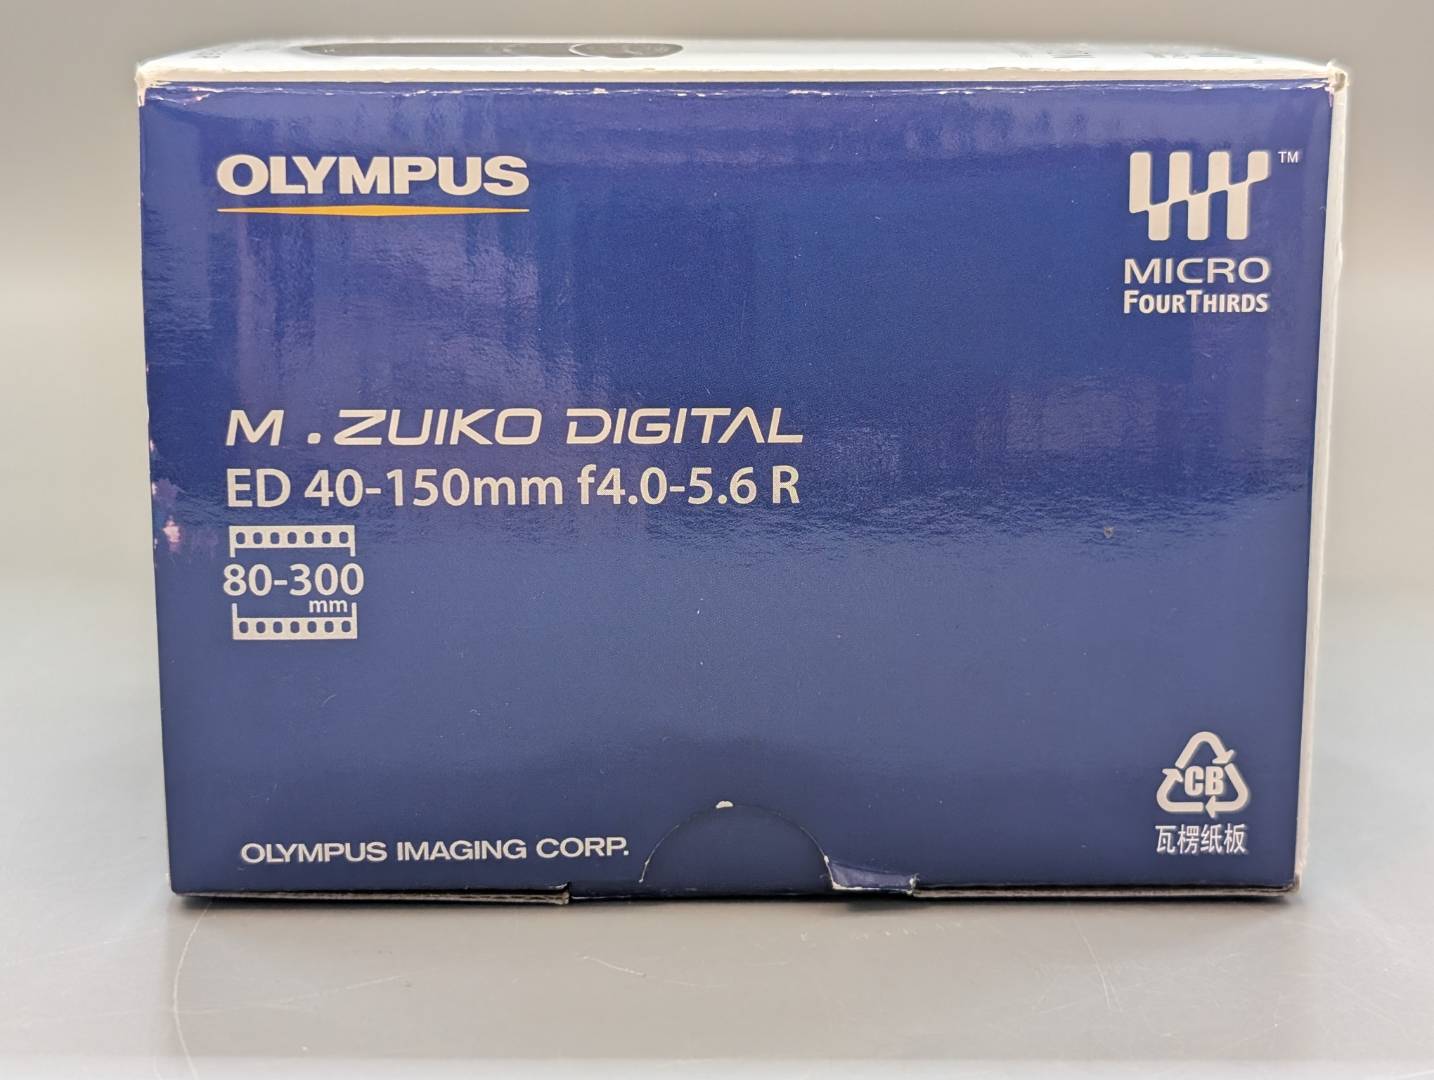 OLYMPUS
TM
MICRO
FOURTHIRDS
M.ZUIKO DIGITAL
ED 40-150mm f4.0-5.6 R
80-300
mm
CB
瓦楞纸板
OLYMPUS IMAGING CORP.